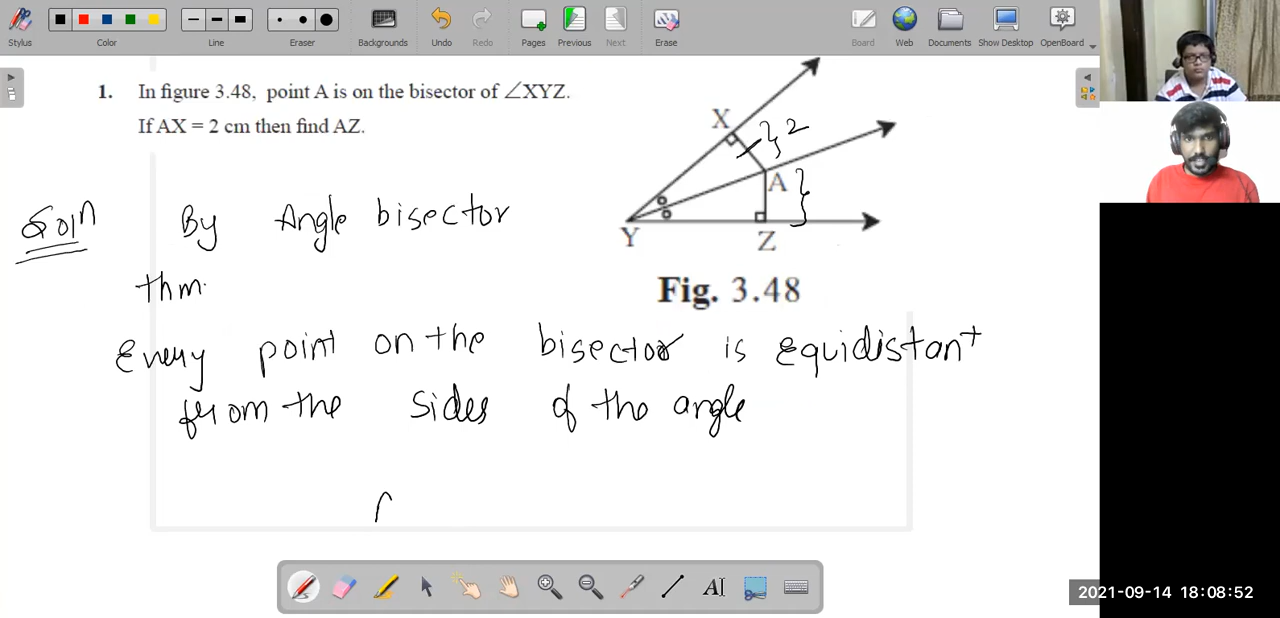 Stylus
Color
Line
Eraser
Backgrounds
Undo
Redo
Pages
Previous
Next
Erase
Board
Web
Documents
Show Desktop
OpenBoard
1. In figure 3.48, point A is on the bisector of ∠XYZ.
If AX = 2 cm then find AZ.
X
2
A
Y
Z
Fig. 3.48
Soln By Angle bisector
thm.
Every point on the bisector is Equidistant
from the sides of the angle
AI
2021-09-14 18:08:52